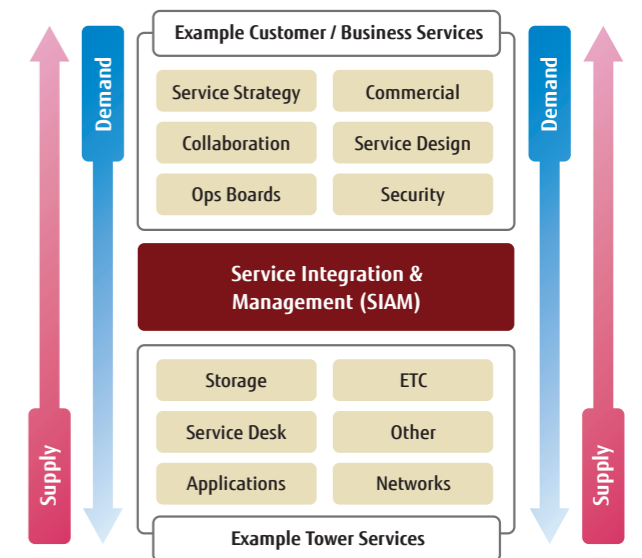 Example Customer / Business Services
Demand
Demand
Service Strategy
Commercial
Collaboration
Service Design
Ops Boards
Security
Service Integration &
Management (SIAM)
Storage
ETC
Service Desk
Other
Applications
Networks
Supply
Supply
Example Tower Services